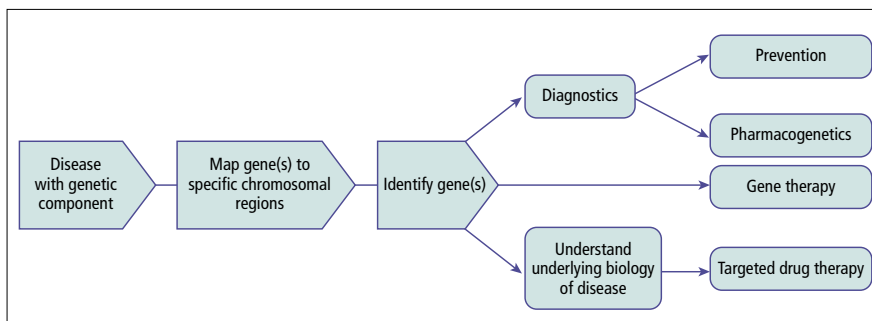 Disease
with genetic
component
Map gene(s) to
specific chromosomal
regions
Identify gene(s)
Diagnostics
Prevention
Pharmacogenetics
Gene therapy
Understand
underlying biology
of disease
Targeted drug therapy